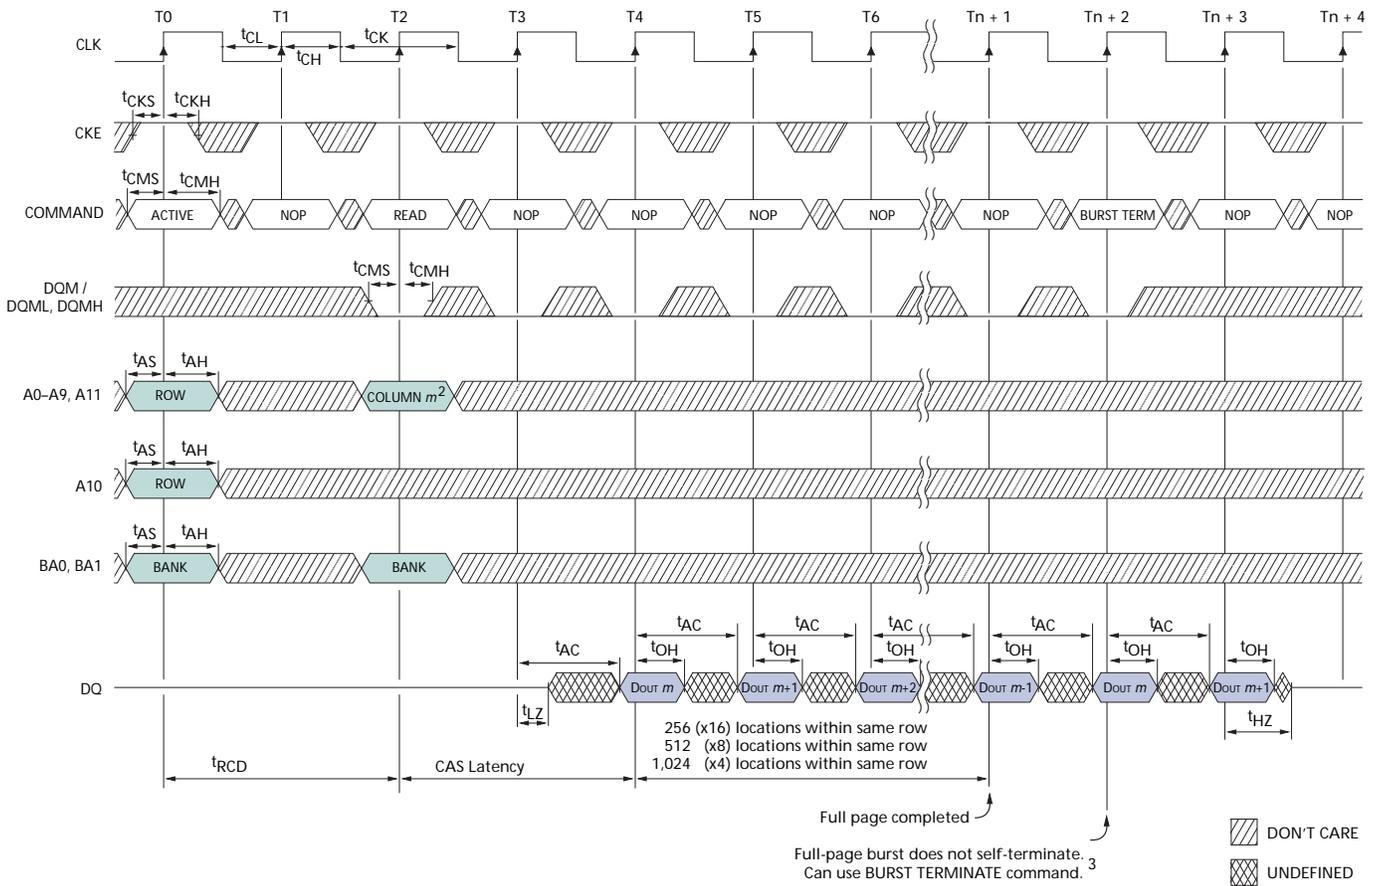 T0 T1 T2 T3 T4 T5 T6 Tn + 1 Tn + 2 Tn + 3 Tn + 4
CLK
tCL tCK
tCH
tCKS tCKH
CKE
tCMS tCMH
COMMAND ACTIVE NOP READ NOP NOP NOP NOP NOP BURST TERM NOP NOP
tCMS tCMH
DQM /
DQML, DQMH
tAS tAH
A0–A9, A11 ROW COLUMN m2
tAS tAH
A10 ROW
tAS tAH
BA0, BA1 BANK BANK
tAC tAC tAC tAC tAC
tAC tOH tOH tOH tOH tOH tOH
DQ DOUT m DOUT m+1 DOUT m+2 DOUT m-1 DOUT m DOUT m+1
tLZ tHZ
256 (x16) locations within same row
512 (x8) locations within same row
1,024 (x4) locations within same row
tRCD CAS Latency
Full page completed
Full-page burst does not self-terminate.
Can use BURST TERMINATE command. 3
DON'T CARE
UNDEFINED